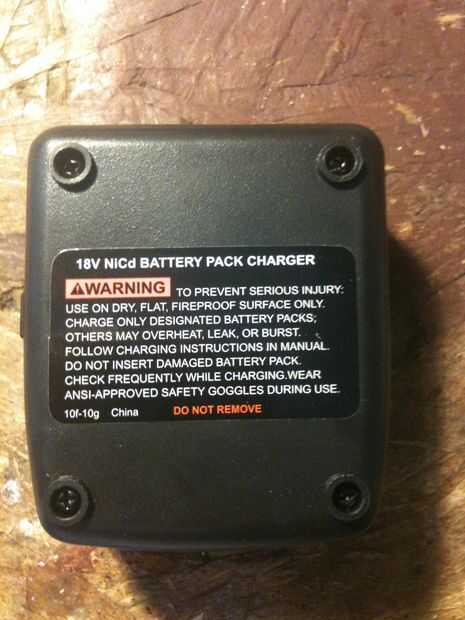 18V NiCd BATTERY PACK CHARGER
⚠WARNING TO PREVENT SERIOUS INJURY:
USE ON DRY, FLAT, FIREPROOF SURFACE ONLY.
CHARGE ONLY DESIGNATED BATTERY PACKS;
OTHERS MAY OVERHEAT, LEAK, OR BURST.
FOLLOW CHARGING INSTRUCTIONS IN MANUAL.
DO NOT INSERT DAMAGED BATTERY PACK.
CHECK FREQUENTLY WHILE CHARGING.WEAR
ANSI-APPROVED SAFETY GOGGLES DURING USE.
10f-10g China DO NOT REMOVE